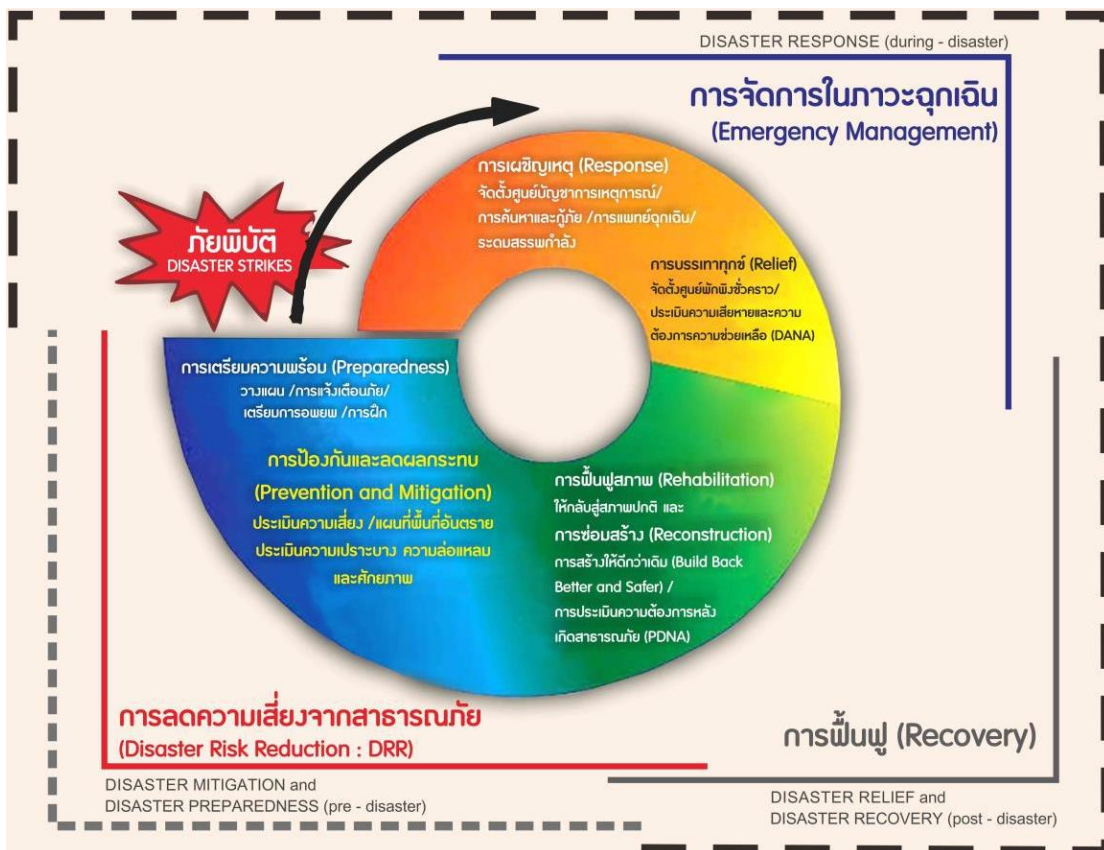 DISASTER RESPONSE (during - disaster)
การจัดการในภาวะฉุกเฉิน
(Emergency Management)
ภัยพิบัติ
DISASTER STRIKES
การเผชิญเหตุ (Response)
จัดตั้งศูนย์บัญชาการเหตุการณ์/
การค้นหาและกู้ภัย /การแพทย์ฉุกเฉิน/
ระดมสรรพกำลัง
การบรรเทาทุกข์ (Relief)
จัดตั้งศูนย์พักพิงชั่วคราว/
ประเมินความเสียหายและความ
ต้องการความช่วยเหลือ (DANA)
การเตรียมความพร้อม (Preparedness)
วางแผน /การแจ้งเตือนภัย/
เตรียมการอพยพ /การฝึก
การป้องกันและลดผลกระทบ
(Prevention and Mitigation)
ประเมินความเสี่ยง /แผนที่พื้นที่อันตราย
ประเมินความเปราะบาง ความล่อแหลม
และศักยภาพ
การฟื้นฟูสภาพ (Rehabilitation)
ให้กลับสู่สภาพปกติ และ
การซ่อมสร้าง (Reconstruction)
การสร้างให้ดีกว่าเดิม (Build Back
Better and Safer) /
การประเมินความต้องการหลัง
เกิดสาธารณภัย (PDNA)
การลดความเสี่ยงจากสาธารณภัย
(Disaster Risk Reduction : DRR)
DISASTER MITIGATION and
DISASTER PREPAREDNESS (pre - disaster)
การฟื้นฟู (Recovery)
DISASTER RELIEF and
DISASTER RECOVERY (post - disaster)